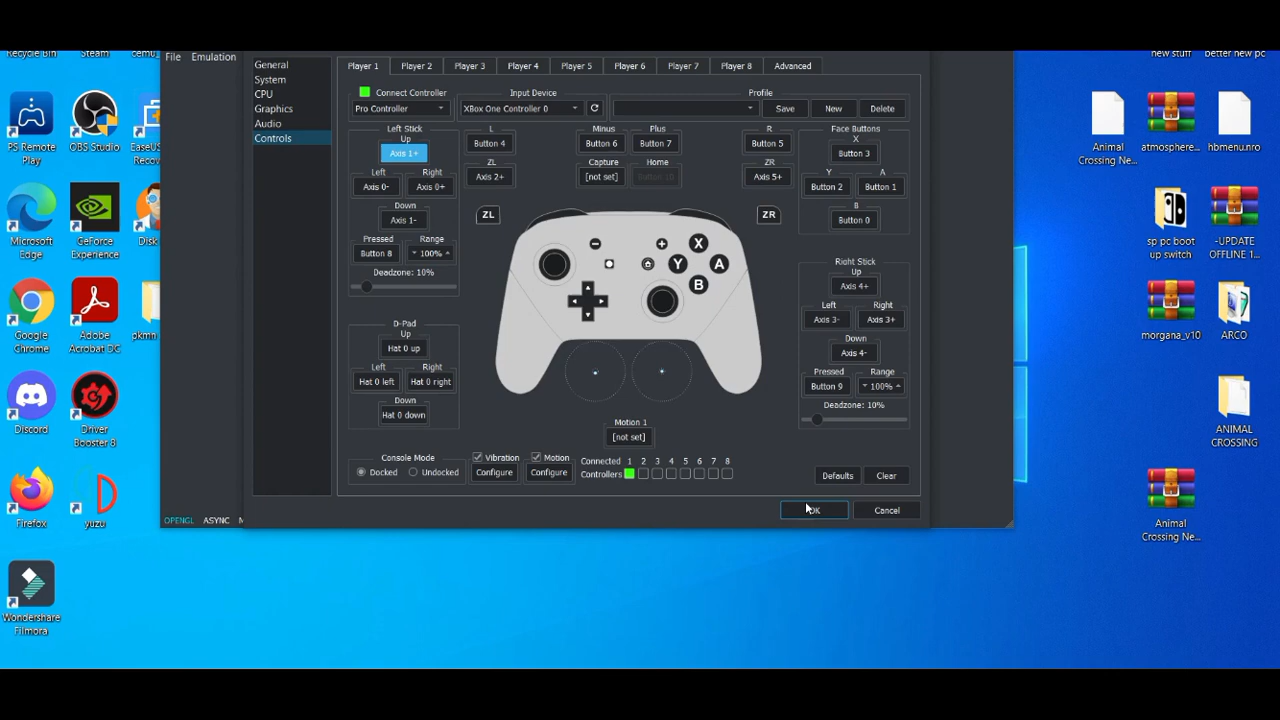 Recycle Bin
Steam
cemu_
PS Remote
Play
OBS Studio
EaseUS
Recov
Microsoft
Edge
GeForce
Experience
Disk
Google
Chrome
Adobe
Acrobat DC
pkmn
Discord
Driver
Booster 8
Firefox
yuzu
Wondershare
Filmora
File Emulation
General
System
CPU
Graphics
Audio
Controls
Player 1 Player 2 Player 3 Player 4 Player 5 Player 6 Player 7 Player 8 Advanced
Connect Controller Input Device Profile
Pro Controller XBox One Controller 0 Save New Delete
Left Stick
Up
Axis 1+
Left Right
Axis 0- Axis 0+
Down
Axis 1-
Pressed Range
Button 8 100%
Deadzone: 10%
D-Pad
Up
Hat 0 up
Left Right
Hat 0 left Hat 0 right
Down
Hat 0 down
L
Button 4
ZL
Axis 2+
Minus Plus
Button 6 Button 7
Capture Home
[not set] Button 10
R
Button 5
ZR
Axis 5+
ZL ZR
X
Y A
B
Face Buttons
X
Button 3
Y A
Button 2 Button 1
B
Button 0
Right Stick
Up
Axis 4+
Left Right
Axis 3- Axis 3+
Down
Axis 4-
Pressed Range
Button 9 100%
Deadzone: 10%
Motion 1
[not set]
Console Mode
Docked Undocked
Vibration Motion
Configure Configure
Connected 1 2 3 4 5 6 7 8
Controllers
Defaults Clear
OK Cancel
OPENGL ASYNC M
new stuff
better new pc
Animal
Crossing Ne...
atmosphere...
hbmenu.nro
sp pc boot
up switch
-UPDATE
OFFLINE 1...
morgana_v10
ARCO
ANIMAL
CROSSING
Animal
Crossing Ne...